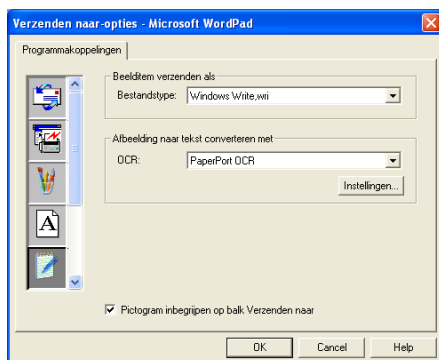 Verzenden naar-opties - Microsoft WordPad
Programmakoppelingen
Beelditem verzenden als
Bestandstype:
Windows Write,wri
Afbeelding naar tekst converteren met
OCR:
PaperPort OCR
Instellingen...
A
Pictogram inbegrijpen op balk Verzenden naar
OK
Cancel
Help